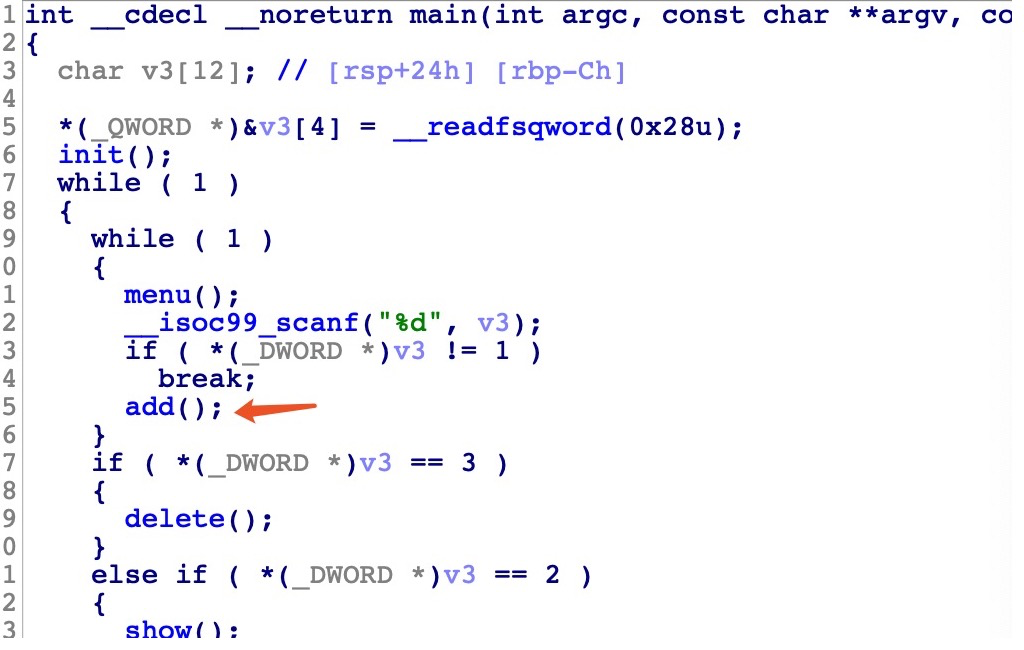 1 int __cdecl __noreturn main(int argc, const char **argv, co
2 {
3   char v3[12]; // [rsp+24h] [rbp-Ch]
4
5   *(_QWORD *)&v3[4] = __readfsqword(0x28u);
6   init();
7   while ( 1 )
8   {
9     while ( 1 )
0     {
1       menu();
2       __isoc99_scanf("%d", v3);
3       if ( *(_DWORD *)v3 != 1 )
4         break;
5       add();
6     }
7     if ( *(_DWORD *)v3 == 3 )
8     {
9       delete();
0     }
1     else if ( *(_DWORD *)v3 == 2 )
2     {
3       show();